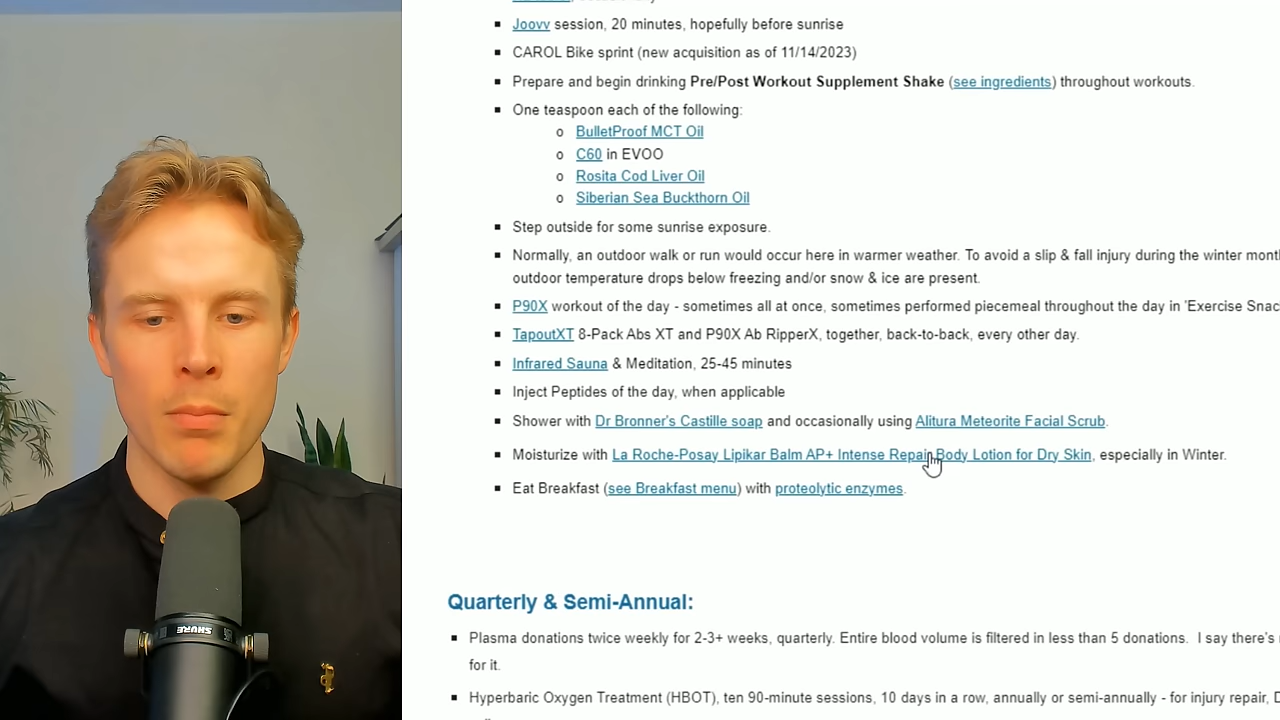 Joovv session, 20 minutes, hopefully before sunrise
CAROL Bike sprint (new acquisition as of 11/14/2023)
Prepare and begin drinking Pre/Post Workout Supplement Shake (see ingredients) throughout workouts.
One teaspoon each of the following:
BulletProof MCT Oil
C60 in EVOO
Rosita Cod Liver Oil
Siberian Sea Buckthorn Oil
Step outside for some sunrise exposure.
Normally, an outdoor walk or run would occur here in warmer weather. To avoid a slip & fall injury during the winter mont
outdoor temperature drops below freezing and/or snow & ice are present.
P90X workout of the day - sometimes all at once, sometimes performed piecemeal throughout the day in 'Exercise Snac
TapoutXT 8-Pack Abs XT and P90X Ab RipperX, together, back-to-back, every other day.
Infrared Sauna & Meditation, 25-45 minutes
Inject Peptides of the day, when applicable
Shower with Dr Bronner's Castille soap and occasionally using Alitura Meteorite Facial Scrub.
Moisturize with La Roche-Posay Lipikar Balm AP+ Intense Repair Body Lotion for Dry Skin, especially in Winter.
Eat Breakfast (see Breakfast menu) with proteolytic enzymes.
Quarterly & Semi-Annual:
Plasma donations twice weekly for 2-3+ weeks, quarterly. Entire blood volume is filtered in less than 5 donations. I say there's
for it.
Hyperbaric Oxygen Treatment (HBOT), ten 90-minute sessions, 10 days in a row, annually or semi-annually - for injury repair,
SHURE